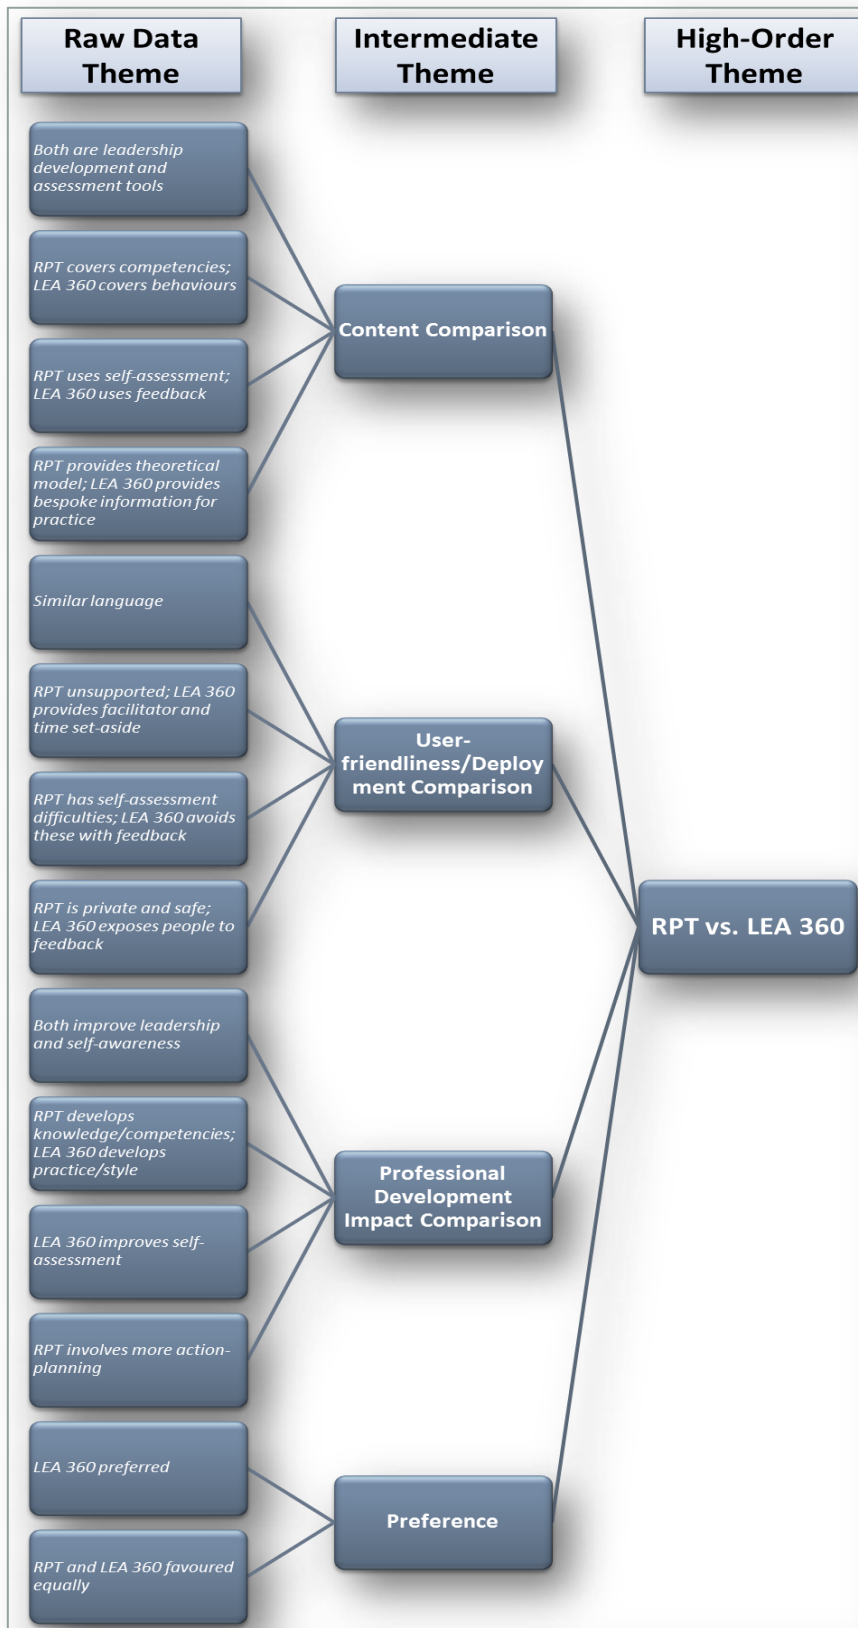 Raw Data
Theme
Intermediate
Theme
High-Order
Theme
Both are leadership
development and
assessment tools
RPT covers competencies;
LEA 360 covers behaviours
RPT uses self-assessment;
LEA 360 uses feedback
RPT provides theoretical
model; LEA 360 provides
bespoke information for
practice
Content Comparison
Similar language
RPT unsupported; LEA 360
provides facilitator and
time set-aside
RPT has self-assessment
difficulties; LEA 360 avoids
these with feedback
RPT is private and safe;
LEA 360 exposes people to
feedback
User-
friendliness/Deploy
ment Comparison
Both improve leadership
and self-awareness
RPT develops
knowledge/competencies;
LEA 360 develops
practice/style
LEA 360 improves self-
assessment
RPT involves more action-
planning
Professional
Development
Impact Comparison
LEA 360 preferred
RPT and LEA 360 favoured
equally
Preference
RPT vs. LEA 360